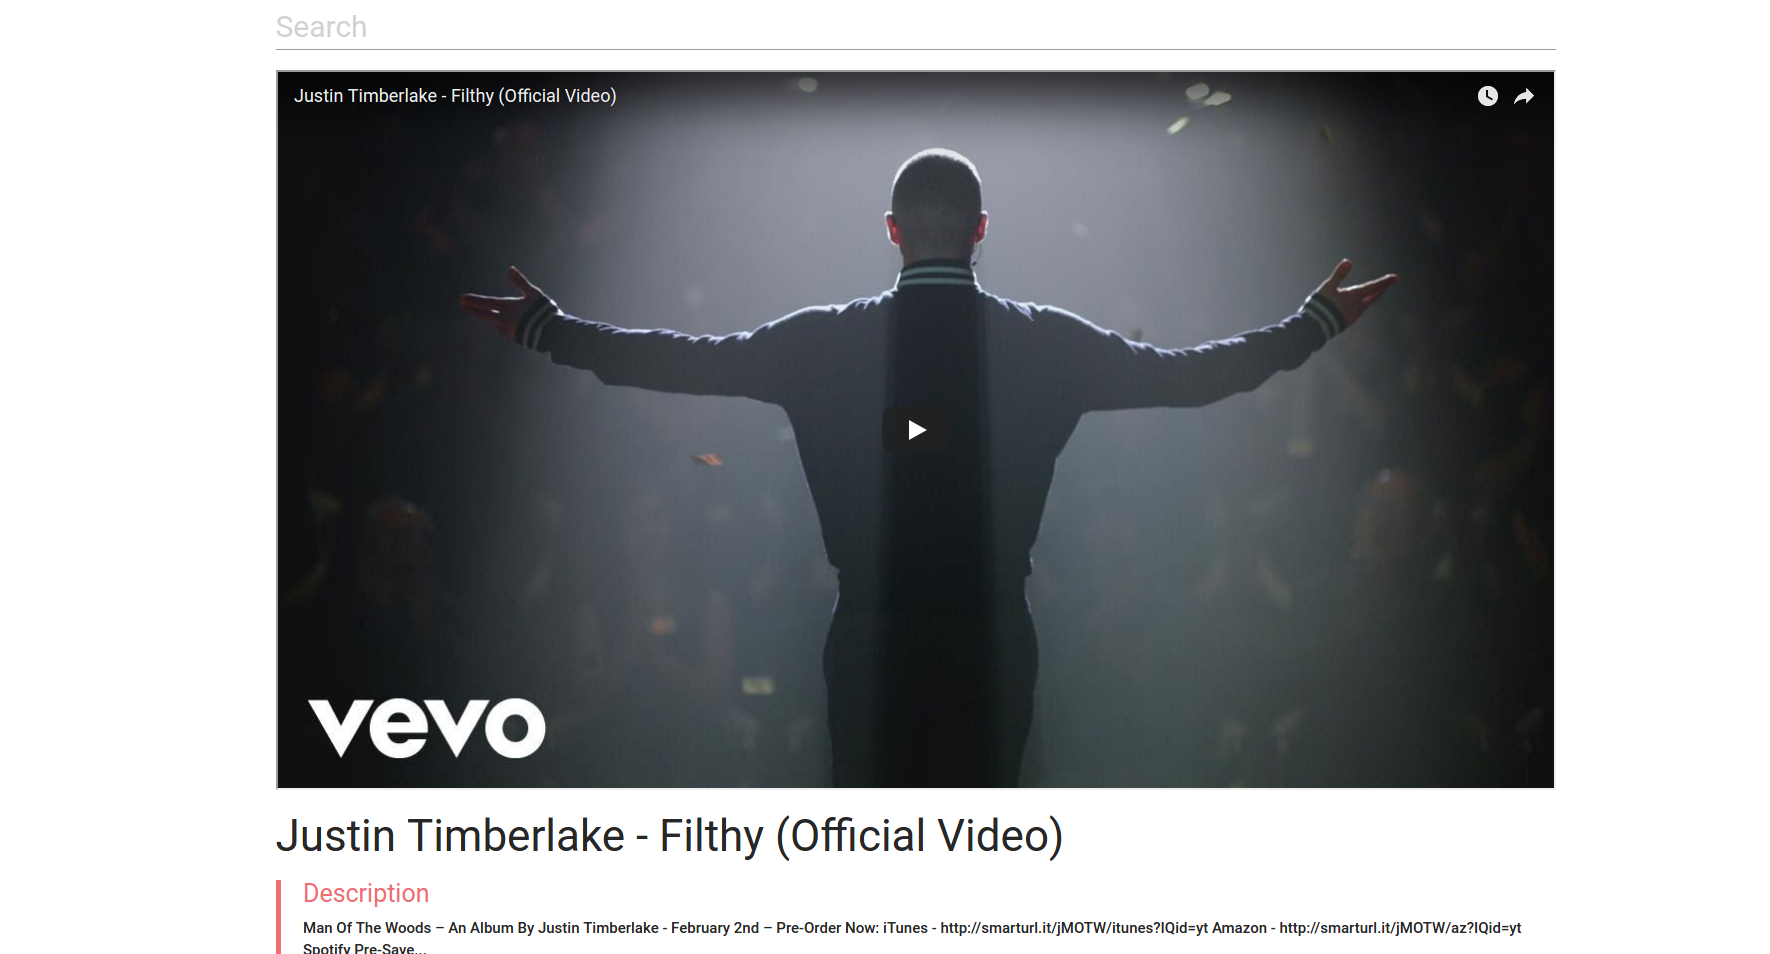 Search
Justin Timberlake - Filthy (Official Video)
vevo
Justin Timberlake - Filthy (Official Video)
Description
Man Of The Woods – An Album By Justin Timberlake - February 2nd – Pre-Order Now: iTunes - http://smarturl.it/jMOTW/itunes?IQid=yt Amazon - http://smarturl.it/jMOTW/az?IQid=yt
Spotify Pre-Save...